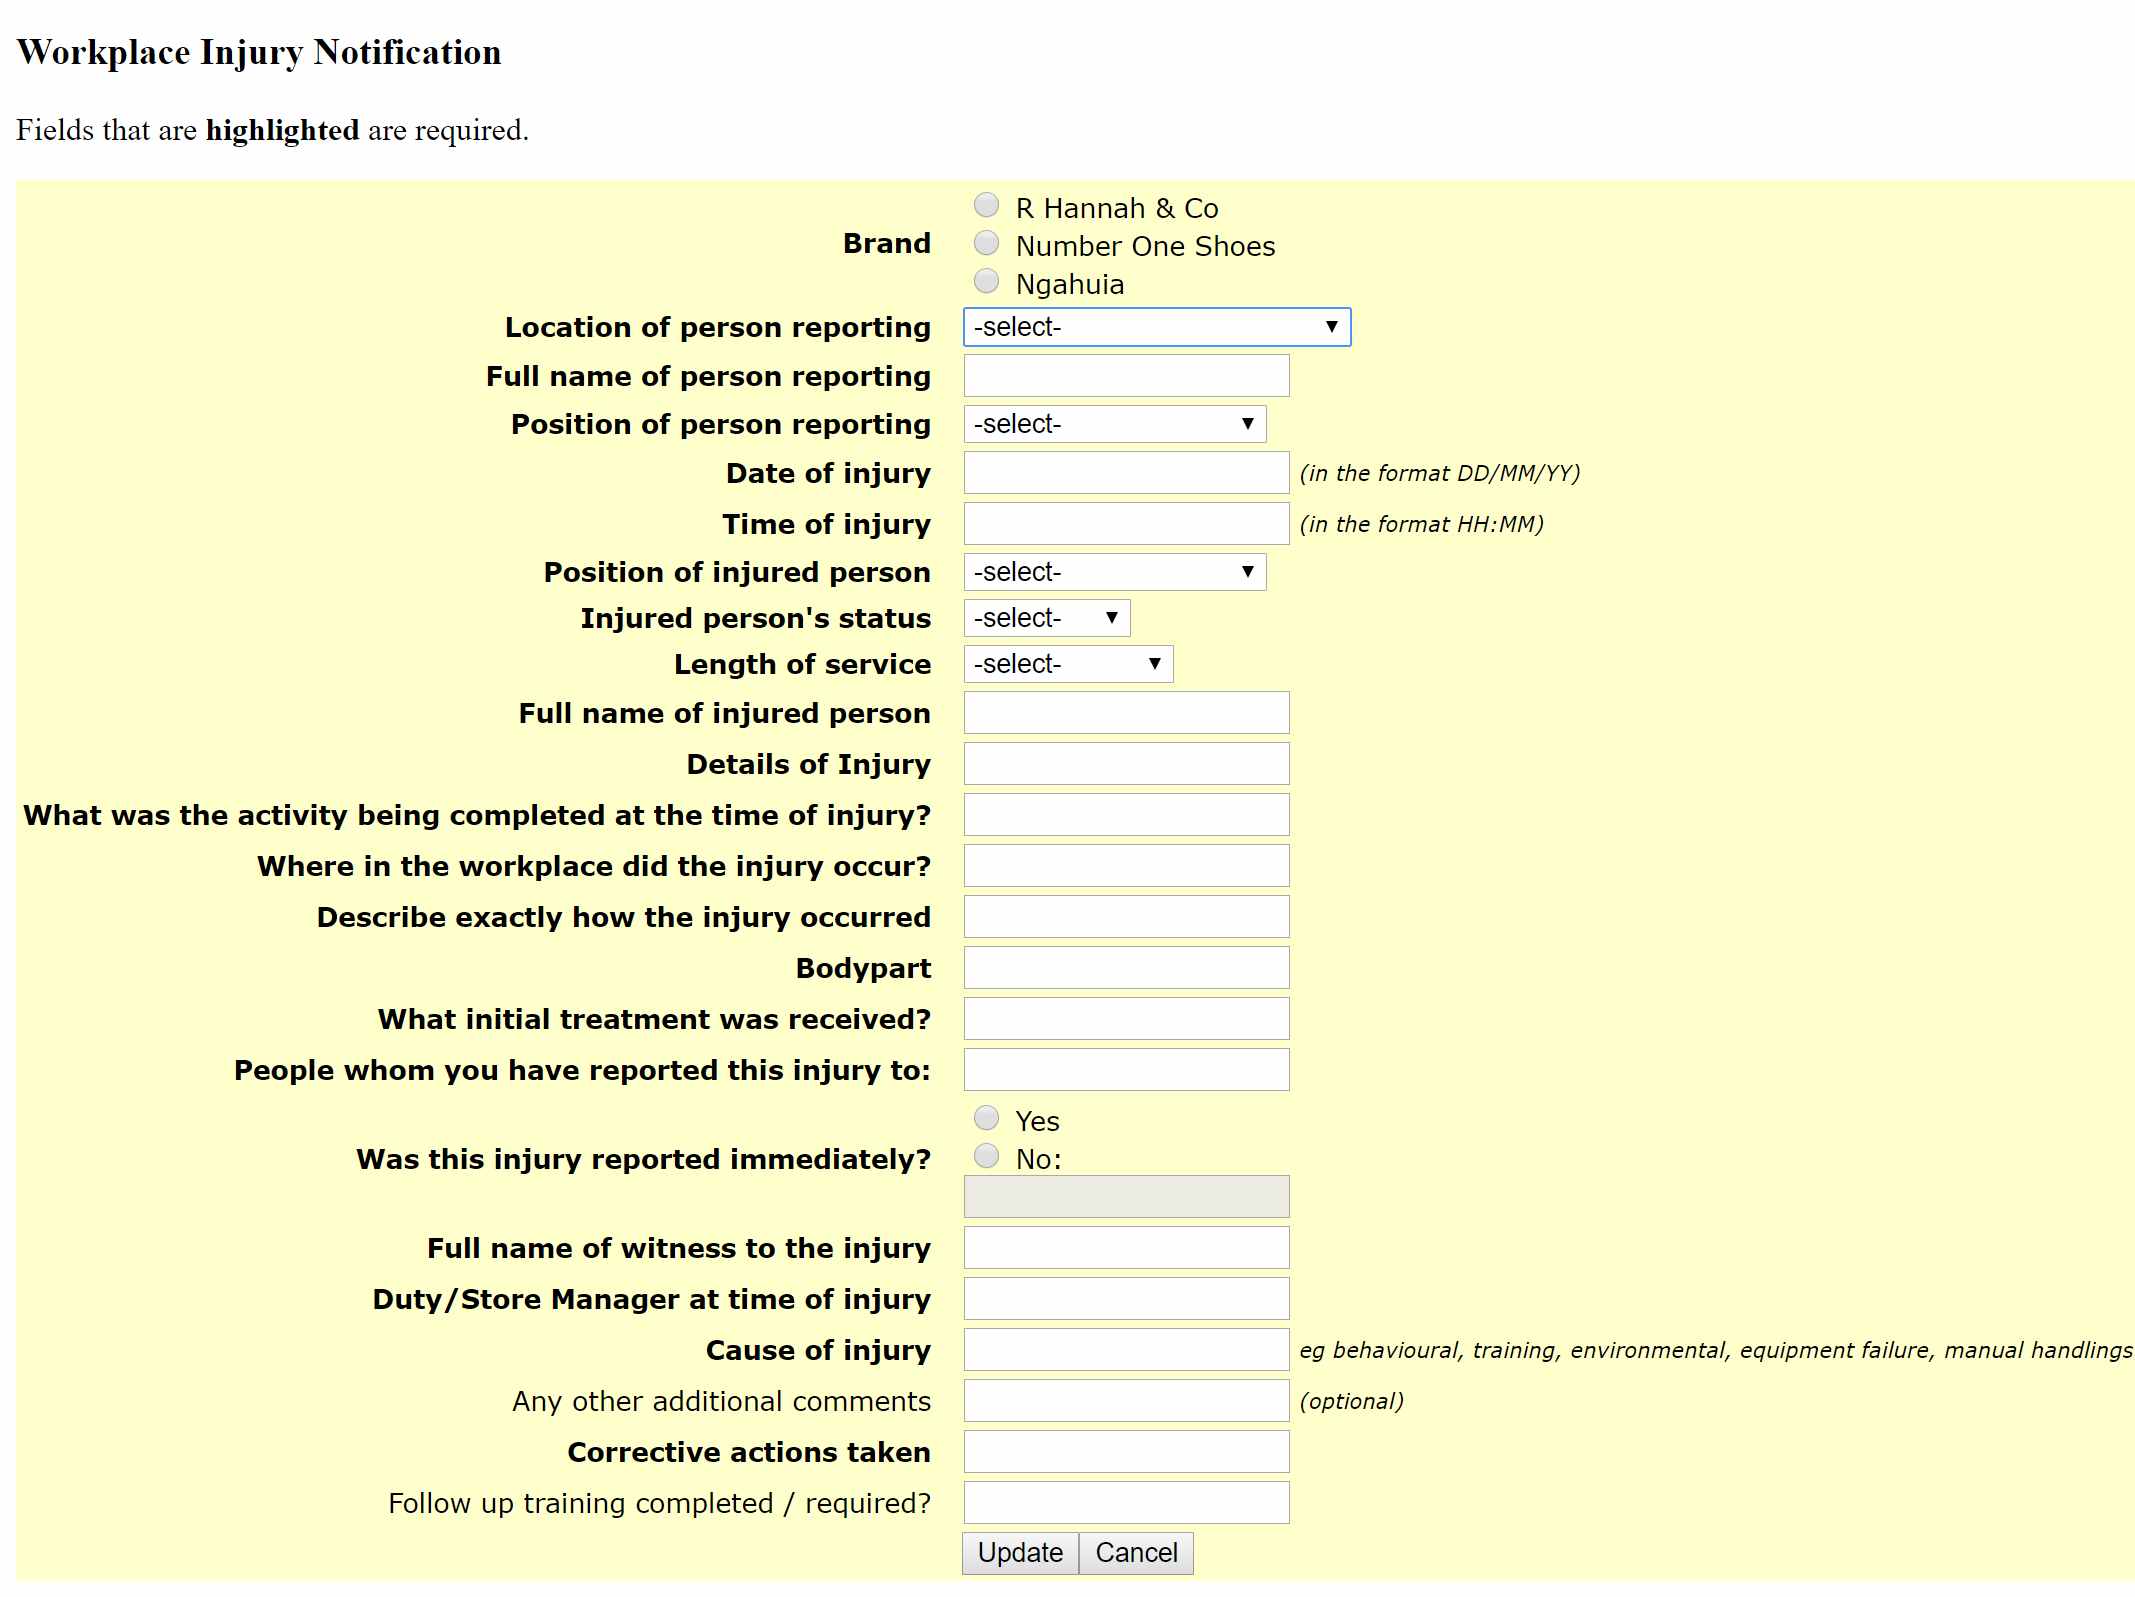 Workplace Injury Notification
Fields that are highlighted are required.
Brand
R Hannah & Co
Number One Shoes
Ngahuia
Location of person reporting -select-
Full name of person reporting
Position of person reporting -select-
Date of injury (in the format DD/MM/YY)
Time of injury (in the format HH:MM)
Position of injured person -select-
Injured person's status -select-
Length of service -select-
Full name of injured person
Details of Injury
What was the activity being completed at the time of injury?
Where in the workplace did the injury occur?
Describe exactly how the injury occurred
Bodypart
What initial treatment was received?
People whom you have reported this injury to:
Was this injury reported immediately?
Yes
No:
Full name of witness to the injury
Duty/Store Manager at time of injury
Cause of injury eg behavioural, training, environmental, equipment failure, manual handlings
Any other additional comments (optional)
Corrective actions taken
Follow up training completed / required?
Update Cancel